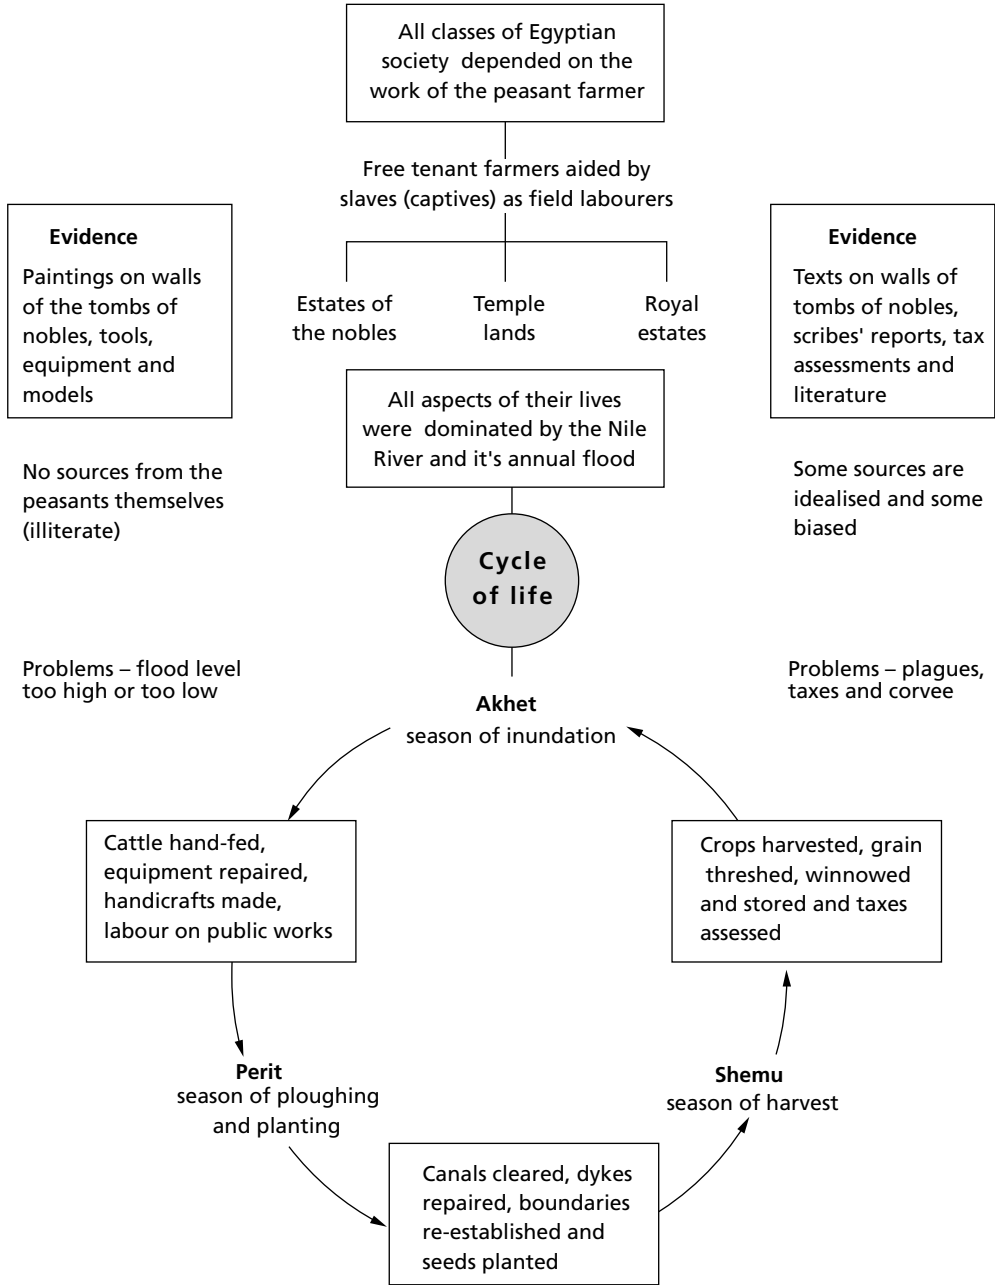 All classes of Egyptian
society depended on the
work of the peasant farmer
Free tenant farmers aided by
slaves (captives) as field labourers
Evidence
Paintings on walls
of the tombs of
nobles, tools,
equipment and
models
Estates of
the nobles
Temple
lands
Royal
estates
Evidence
Texts on walls of
tombs of nobles,
scribes' reports, tax
assessments and
literature
All aspects of their lives
were dominated by the Nile
River and it's annual flood
No sources from the
peasants themselves
(illiterate)
Some sources are
idealised and some
biased
Cycle
of life
Problems – flood level
too high or too low
Problems – plagues,
taxes and corvee
Akhet
season of inundation
Cattle hand-fed,
equipment repaired,
handicrafts made,
labour on public works
Crops harvested, grain
threshed, winnowed
and stored and taxes
assessed
Perit
season of ploughing
and planting
Shemu
season of harvest
Canals cleared, dykes
repaired, boundaries
re-established and
seeds planted